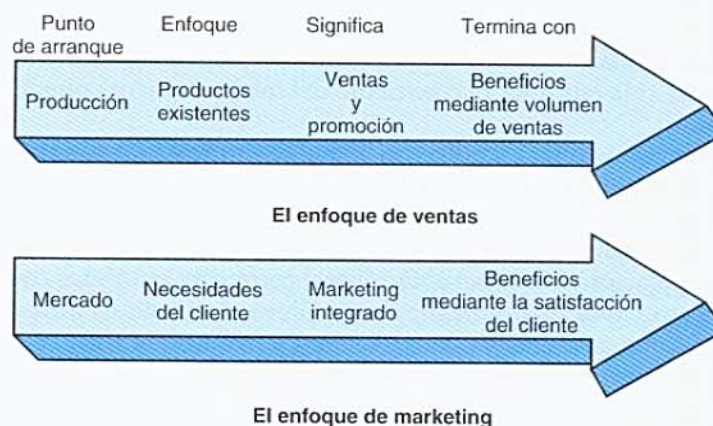 Punto
de arranque
Enfoque
Significa
Termina con
Producción
Productos
existentes
Ventas
y
promoción
Beneficios
mediante volumen
de ventas
El enfoque de ventas
Mercado
Necesidades
del cliente
Marketing
integrado
Beneficios
mediante la satisfacción
del cliente
El enfoque de marketing